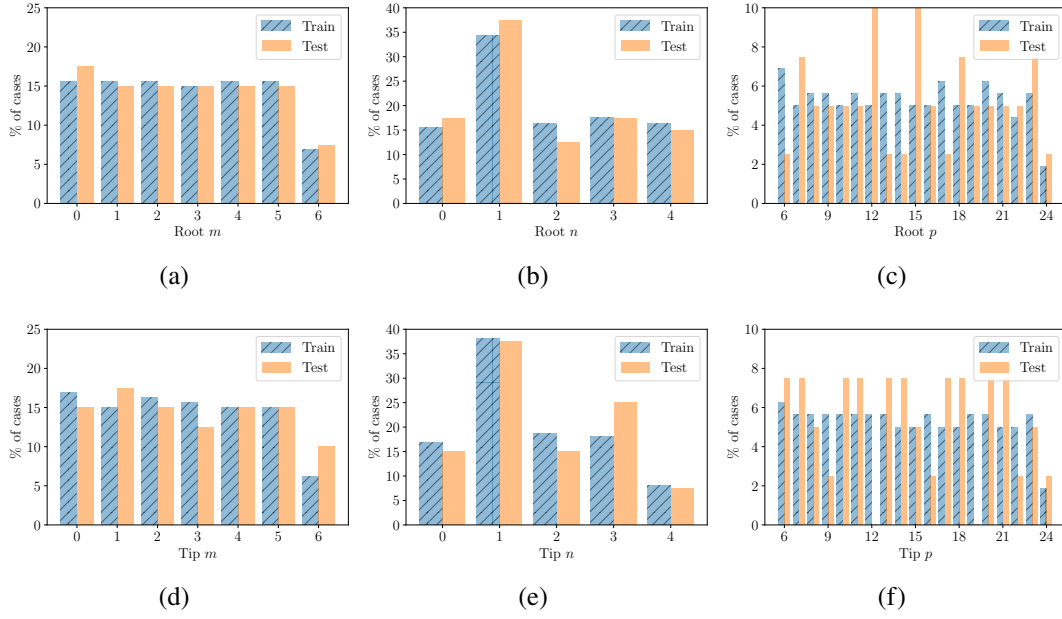 25
20
15
10
5
0
% of cases
0 1 2 3 4 5 6
Root m
Train
Test
(a)
40
35
30
25
20
15
10
5
0
% of cases
0 1 2 3 4
Root n
Train
Test
(b)
10
8
6
4
2
0
% of cases
6 9 12 15 18 21 24
Root p
Train
Test
(c)
25
20
15
10
5
0
% of cases
0 1 2 3 4 5 6
Tip m
Train
Test
(d)
40
35
30
25
20
15
10
5
0
% of cases
0 1 2 3 4
Tip n
Train
Test
(e)
10
8
6
4
2
0
% of cases
6 9 12 15 18 21 24
Tip p
Train
Test
(f)